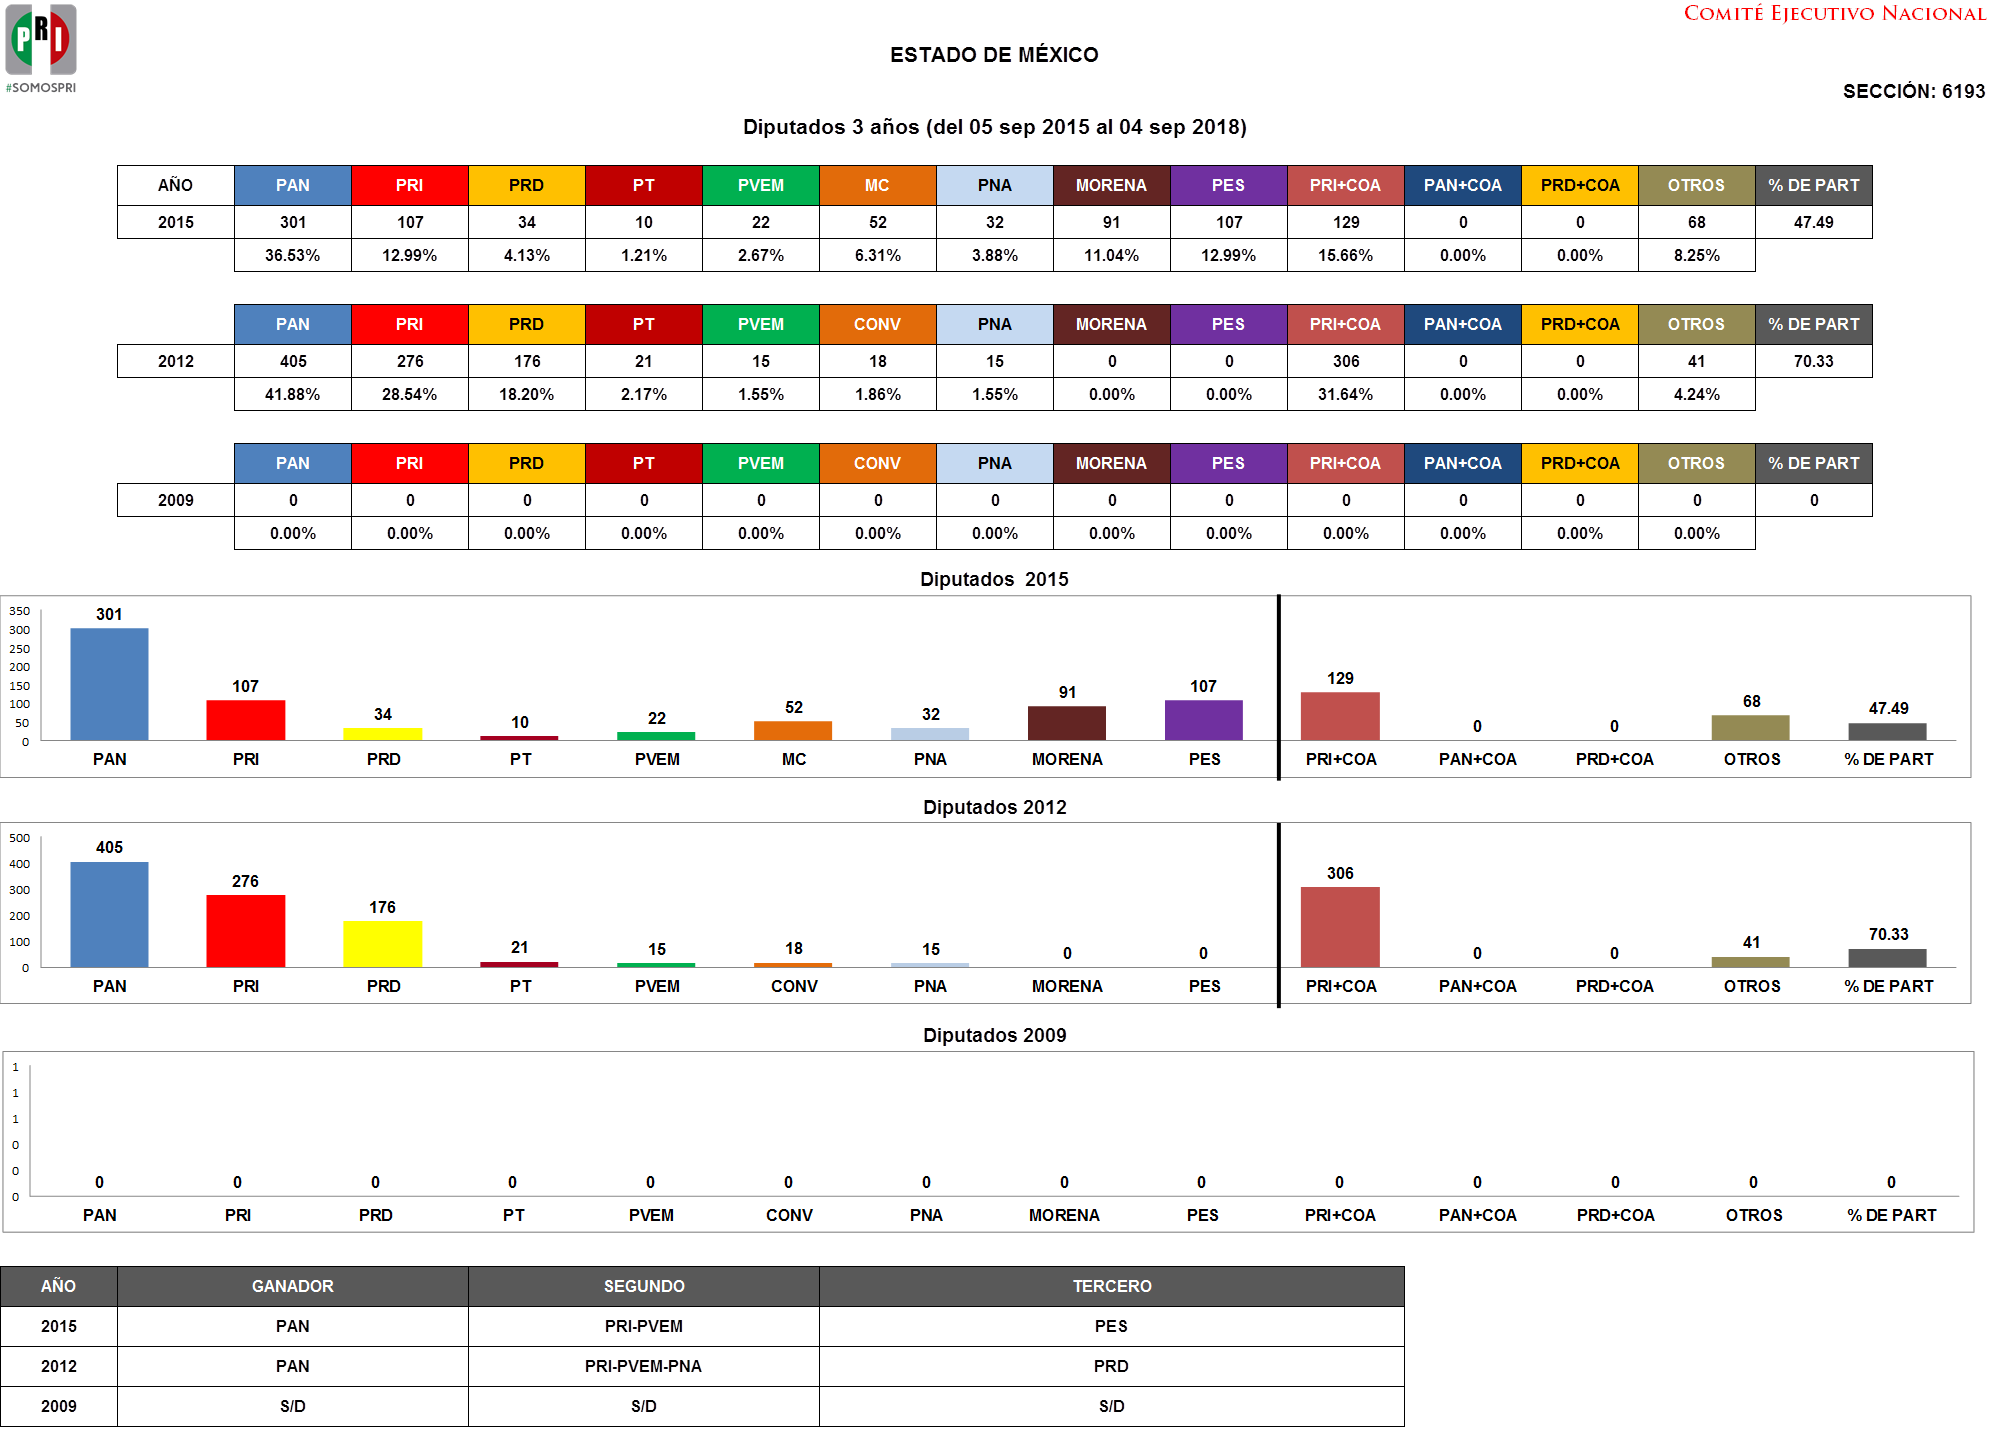 PRI
#SOMOSPRI
COMITÉ EJECUTIVO NACIONAL
ESTADO DE MÉXICO
SECCIÓN: 6193
Diputados 3 años (del 05 sep 2015 al 04 sep 2018)
AÑO PAN PRI PRD PT PVEM MC PNA MORENA PES PRI+COA PAN+COA PRD+COA OTROS % DE PART
2015 301 107 34 10 22 52 32 91 107 129 0 0 68 47.49
36.53% 12.99% 4.13% 1.21% 2.67% 6.31% 3.88% 11.04% 12.99% 15.66% 0.00% 0.00% 8.25%
PAN PRI PRD PT PVEM CONV PNA MORENA PES PRI+COA PAN+COA PRD+COA OTROS % DE PART
2012 405 276 176 21 15 18 15 0 0 306 0 0 41 70.33
41.88% 28.54% 18.20% 2.17% 1.55% 1.86% 1.55% 0.00% 0.00% 31.64% 0.00% 0.00% 4.24%
PAN PRI PRD PT PVEM CONV PNA MORENA PES PRI+COA PAN+COA PRD+COA OTROS % DE PART
2009 0 0 0 0 0 0 0 0 0 0 0 0 0 0
0.00% 0.00% 0.00% 0.00% 0.00% 0.00% 0.00% 0.00% 0.00% 0.00% 0.00% 0.00% 0.00%
Diputados 2015
350
300
250
200
150
100
50
0
301 107 34 10 22 52 32 91 107 129 0 0 68 47.49
PAN PRI PRD PT PVEM MC PNA MORENA PES PRI+COA PAN+COA PRD+COA OTROS % DE PART
Diputados 2012
500
400
300
200
100
0
405 276 176 21 15 18 15 0 0 306 0 0 41 70.33
PAN PRI PRD PT PVEM CONV PNA MORENA PES PRI+COA PAN+COA PRD+COA OTROS % DE PART
Diputados 2009
1
1
1
0
0
0
0 0 0 0 0 0 0 0 0 0 0 0 0 0
PAN PRI PRD PT PVEM CONV PNA MORENA PES PRI+COA PAN+COA PRD+COA OTROS % DE PART
AÑO GANADOR SEGUNDO TERCERO
2015 PAN PRI-PVEM PES
2012 PAN PRI-PVEM-PNA PRD
2009 S/D S/D S/D